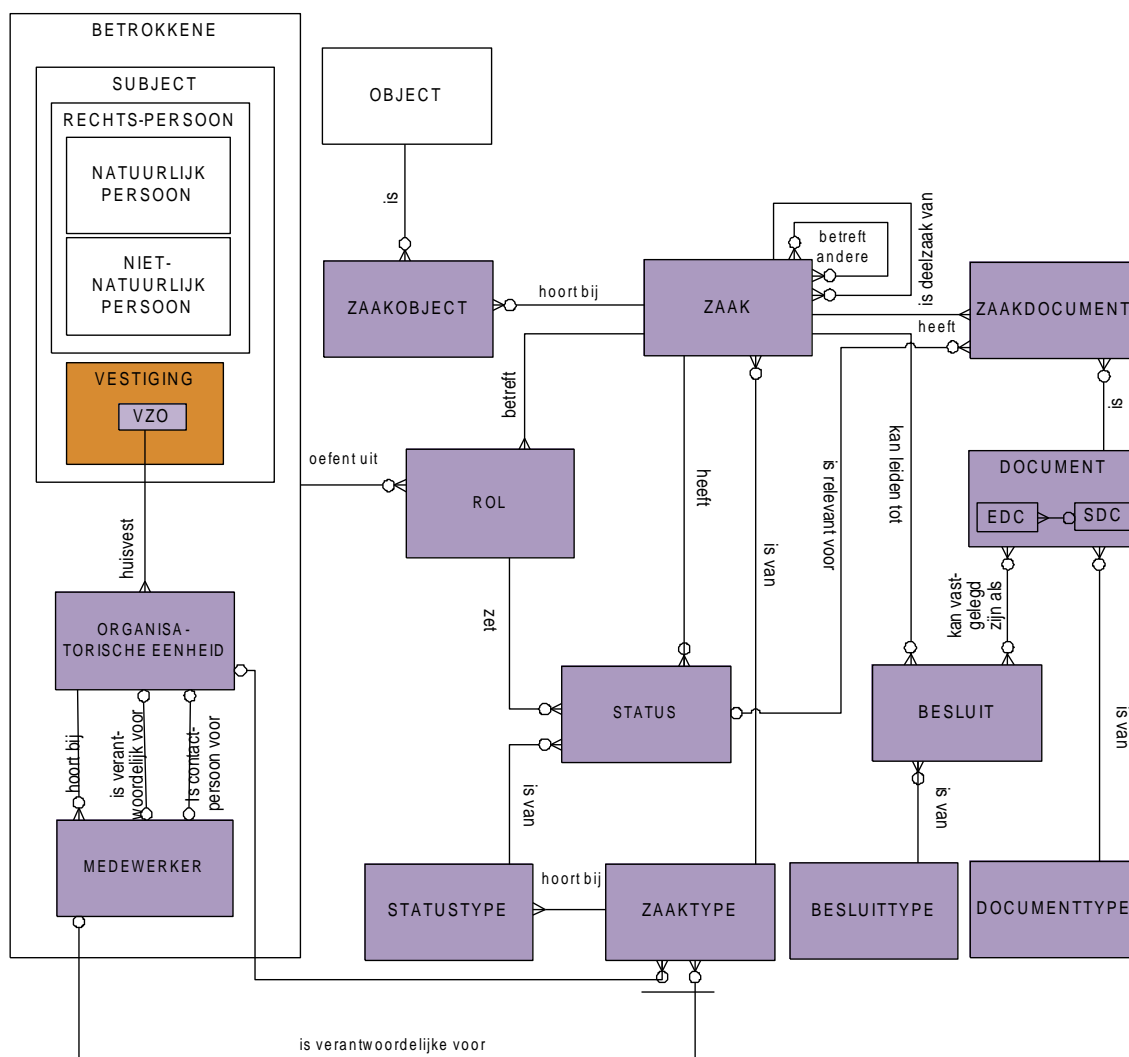 BETROKKENE
SUBJECT
RECHTS-PERSOON
NATUURLIJK
PERSOON
NIET-
NATUURLIJK
PERSOON
VESTIGING
VZO
huisvest
ORGANISA-
TORISCHE EENHEID
hoort bij
is verant-
woordelijk voor
Is contact-
persoon voor
MEDEWERKER
OBJECT
is
ZAAKOBJECT
hoort bij
ZAAK
betreft
andere
is deelzaak van
ZAAKDOCUMENT
heeft
is
betreft
oefent uit
ROL
heeft
is van
is relevant voor
kan leiden tot
DOCUMENT
EDC
SDC
kan vast-
gelegd
zijn als
zet
STATUS
BESLUIT
is van
is van
is van
STATUSTYPE
hoort bij
ZAAKTYPE
BESLUITTYPE
DOCUMENTTYPE
is verantwoordelijke voor